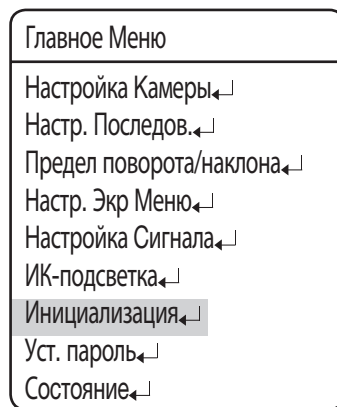 Главное Меню
Настройка Камеры↵
Настр. Последов.↵
Предел поворота/наклона↵
Настр. Экр Меню↵
Настройка Сигнала↵
ИК-подсветка↵
Инициализация↵
Уст. пароль↵
Состояние↵